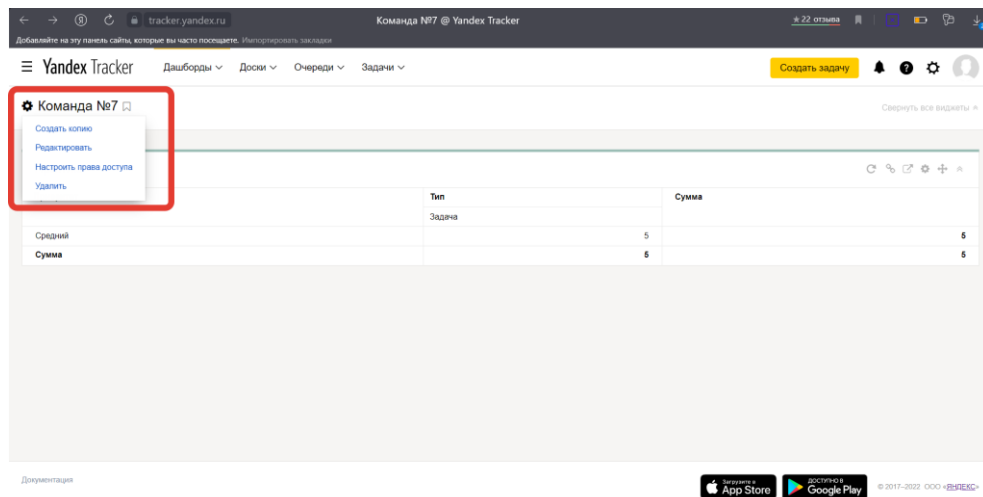 tracker.yandex.ru Команда №7 @ Yandex Tracker ★ 22 отзыва
Добавляйте на эту панель сайты, которые вы часто посещаете. Импортировать закладки
Yandex Tracker Дашборды Доски Очереди Задачи Создать задачу
Команда №7 Свернуть все виджеты
Создать копию
Редактировать
Настроить права доступа
Удалить
Тип Сумма
Задача
Средний 5 5
Сумма 5 5
Документация Загрузите в App Store ДОСТУПНО В Google Play © 2017–2022 ООО «ЯНДЕКС»